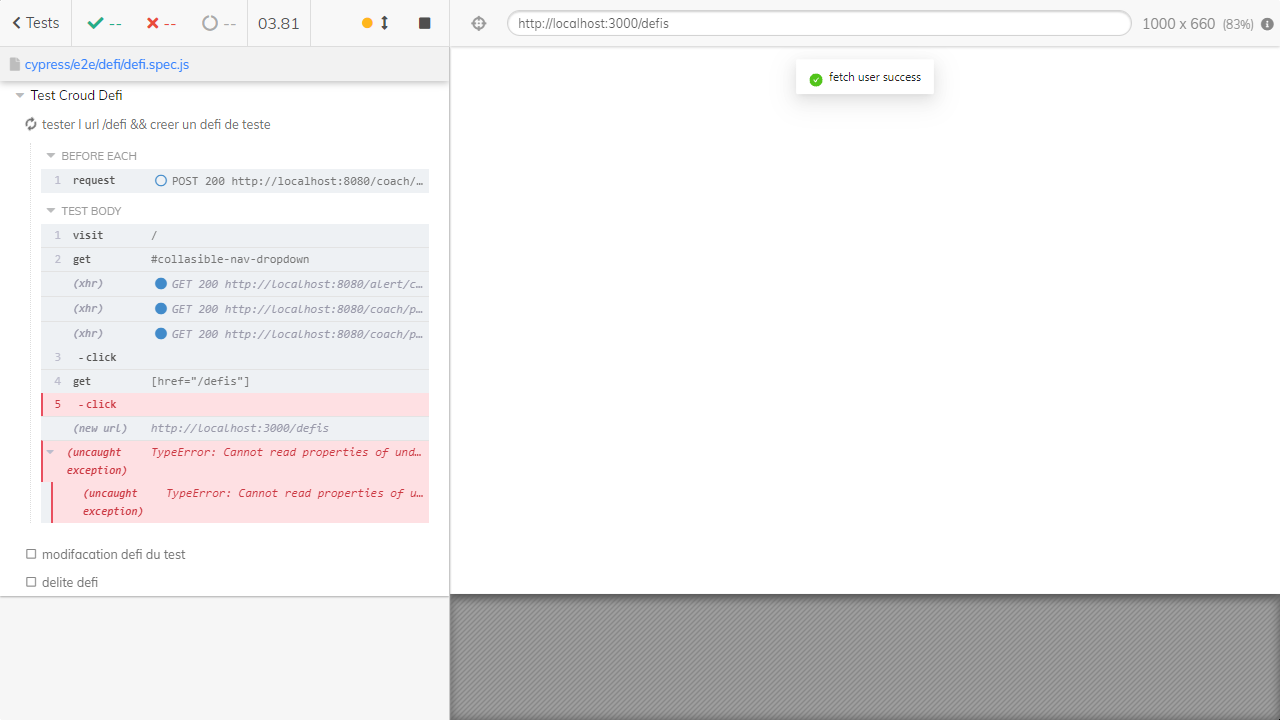 Tests -- -- -- 03.81
http://localhost:3000/defis 1000 x 660 (83%)
cypress/e2e/defi/defi.spec.js
fetch user success
Test Croud Defi
tester l url /defi && creer un defi de teste
BEFORE EACH
1 request POST 200 http://localhost:8080/coach/…
TEST BODY
1 visit /
2 get #collasible-nav-dropdown
(xhr) GET 200 http://localhost:8080/alert/c…
(xhr) GET 200 http://localhost:8080/coach/p…
(xhr) GET 200 http://localhost:8080/coach/p…
3 -click
4 get [href="/defis"]
5 -click
(new url) http://localhost:3000/defis
(uncaught TypeError: Cannot read properties of und…
exception)
(uncaught TypeError: Cannot read properties of u…
exception)
modifacation defi du test
delite defi